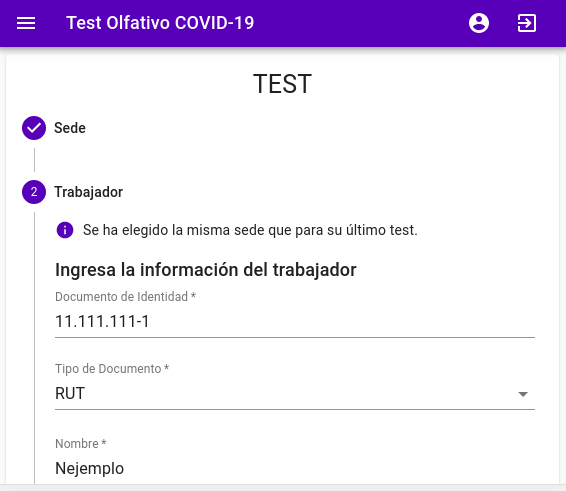 Test Olfativo COVID-19
TEST
Sede
2 Trabajador
Se ha elegido la misma sede que para su último test.
Ingresa la información del trabajador
Documento de Identidad *
11.111.111-1
Tipo de Documento *
RUT
Nombre *
Nejemplo